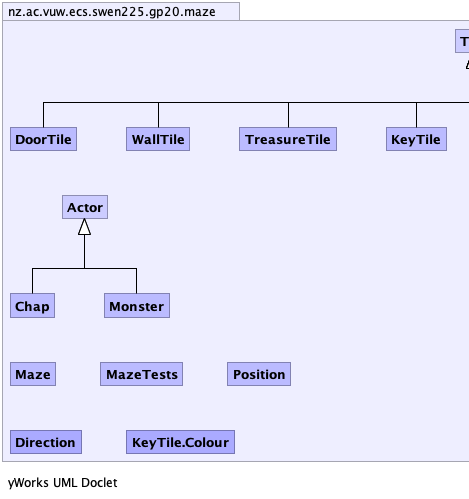 nz.ac.vuw.ecs.swen225.gp20.maze
DoorTile WallTile TreasureTile KeyTile
Actor
Chap Monster
Maze MazeTests Position
Direction KeyTile.Colour
yWorks UML Doclet